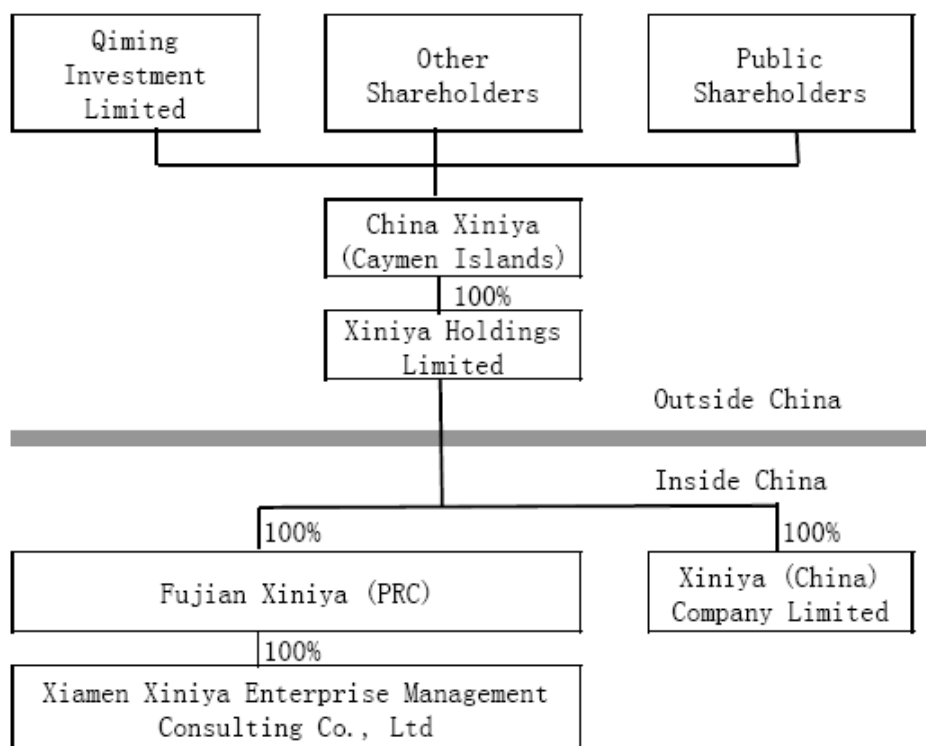 Qiming
Investment
Limited
Other
Shareholders
Public
Shareholders
China Xiniya
(Caymen Islands)
100%
Xiniya Holdings
Limited
Outside China
Inside China
100%
100%
Fujian Xiniya (PRC)
Xiniya (China)
Company Limited
100%
Xiamen Xiniya Enterprise Management
Consulting Co., Ltd